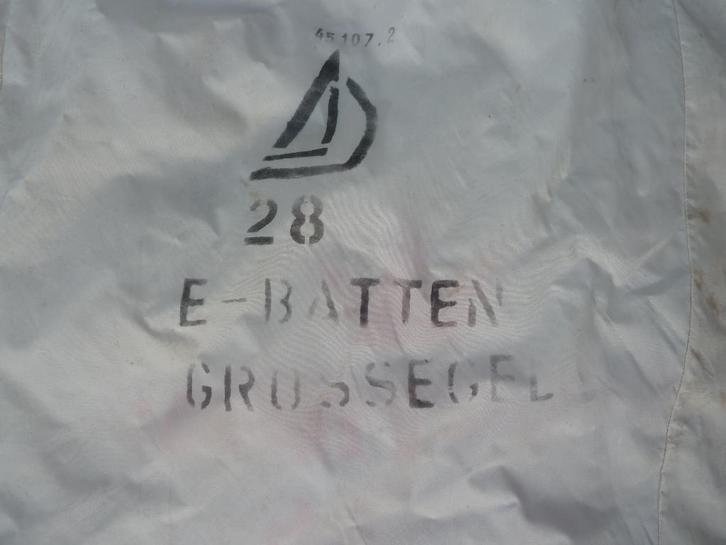 45107.2
28
E-BATTEN
GROSSEGEL